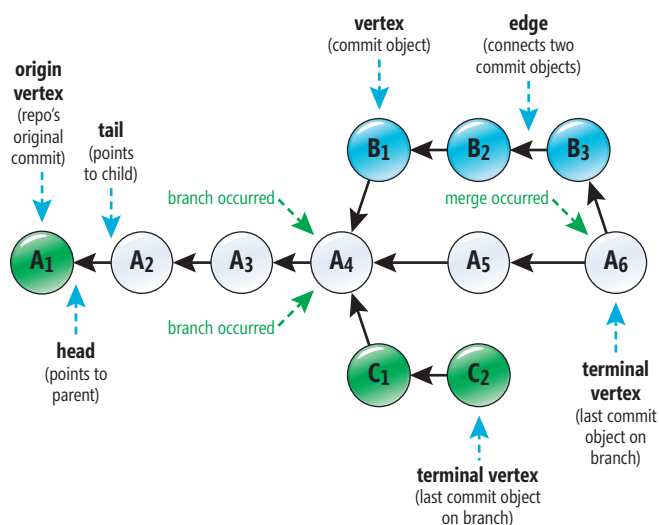 vertex
(commit object)
edge
(connects two
commit objects)
origin
vertex
(repo's
original
commit)
tail
(points
to child)
B1
B2
B3
branch occurred
merge occurred
A1
A2
A3
A4
A5
A6
branch occurred
head
(points to
parent)
C1
C2
terminal
vertex
(last commit
object on
branch)
terminal vertex
(last commit object
on branch)